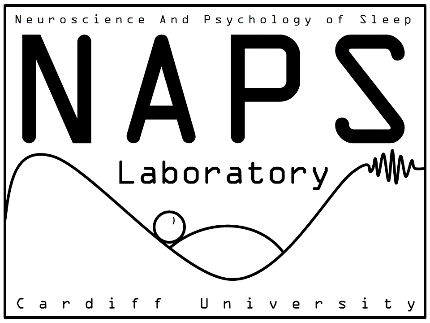 Neuroscience And Psychology of Sleep
NAPS
Laboratory
Cardiff University